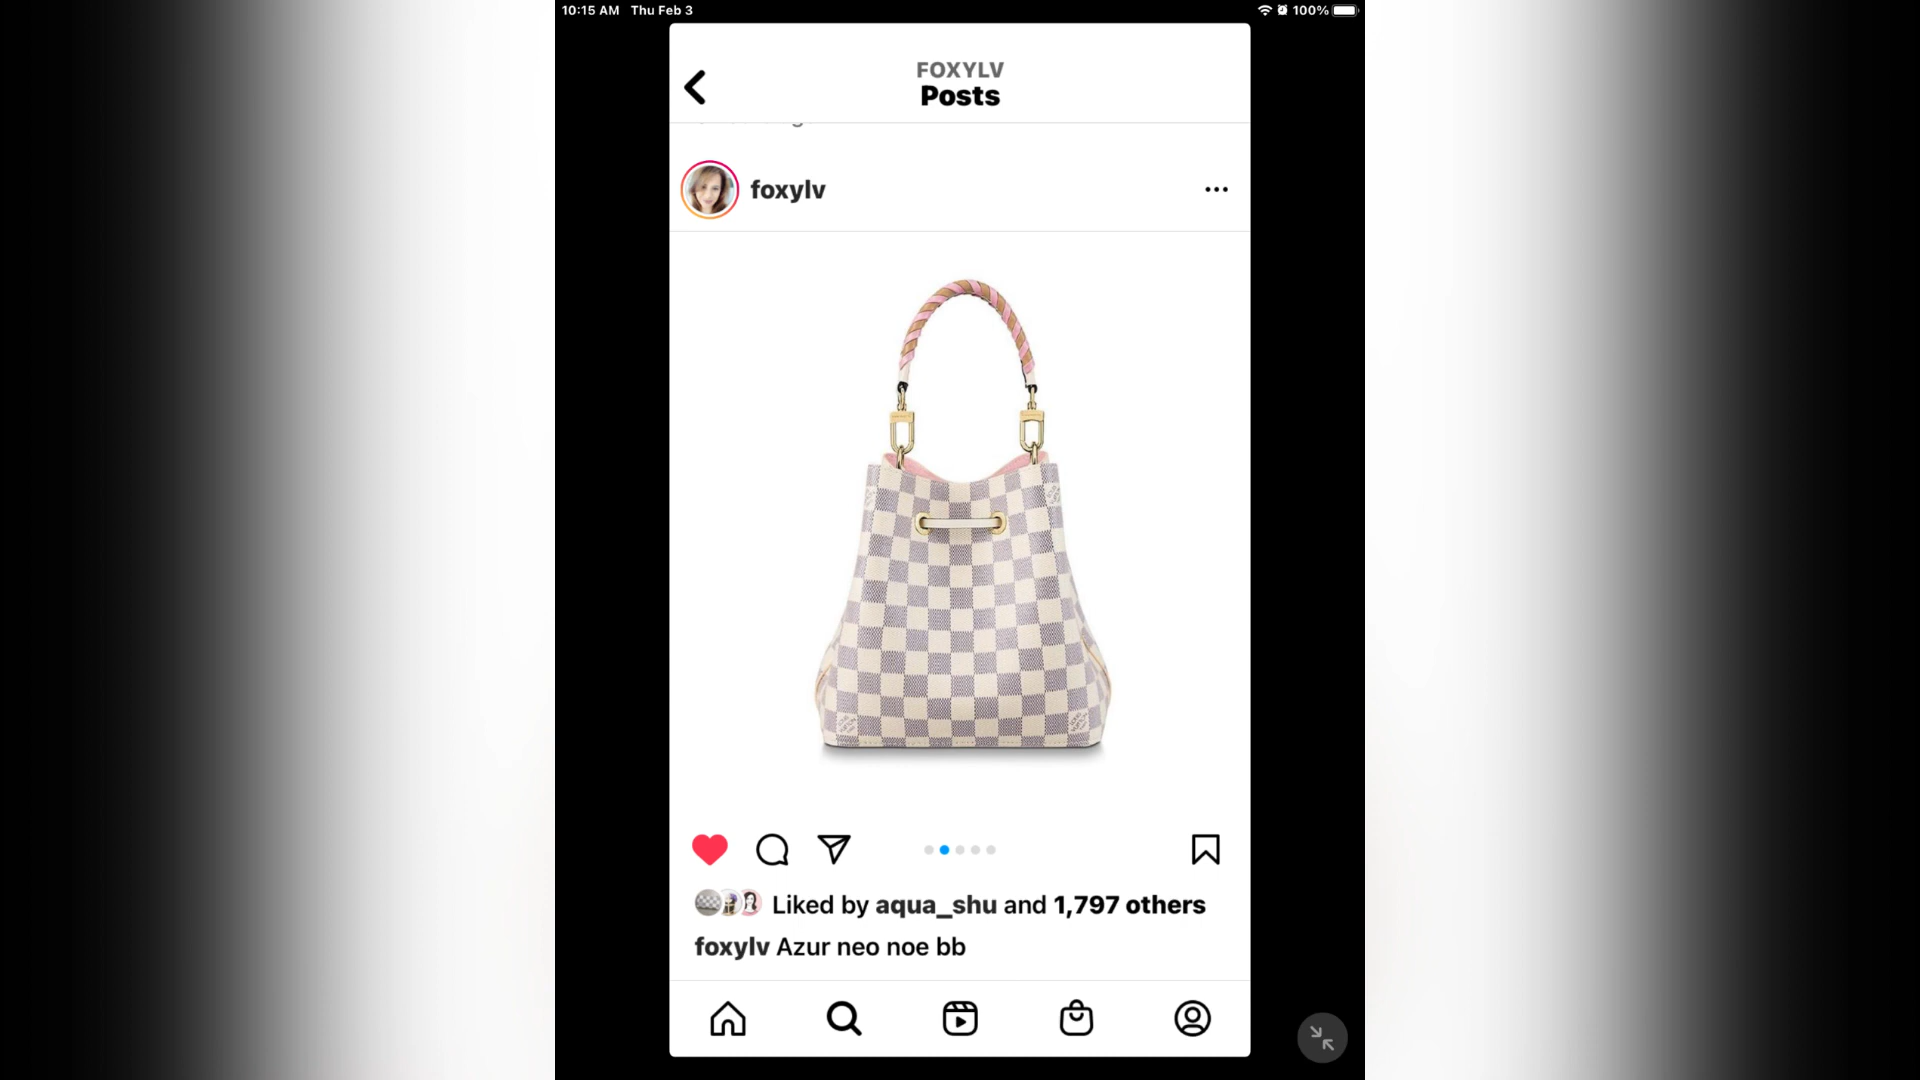 10:15 AM Thu Feb 3
100%
FOXYLV
Posts
foxylv
Liked by aqua_shu and 1,797 others
foxylv Azur neo noe bb